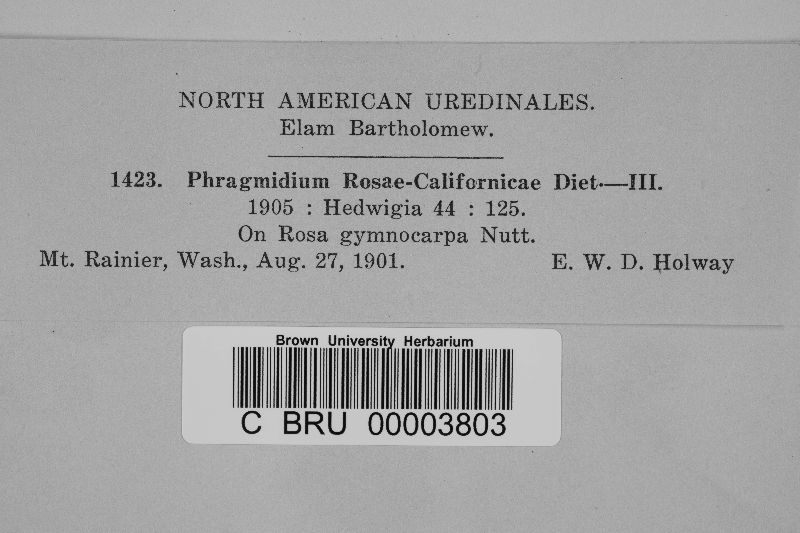 NORTH AMERICAN UREDINALES.
Elam Bartholomew.
1423. Phragmidium Rosae-Californicae Diet.—III.
1905 : Hedwigia 44 : 125.
On Rosa gymnocarpa Nutt.
Mt. Rainier, Wash., Aug. 27, 1901. E. W. D. Holway
Brown University Herbarium
C BRU 00003803